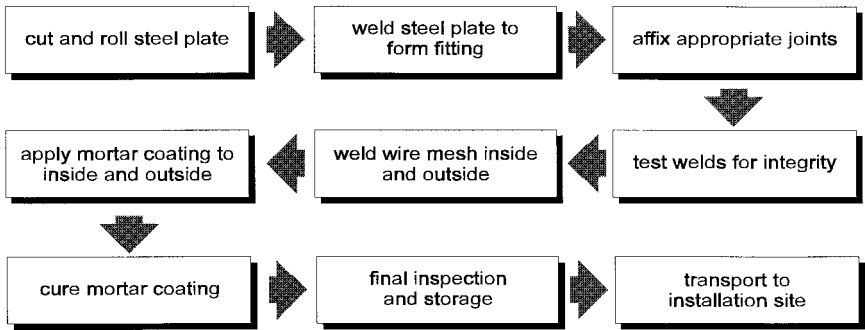 cut and roll steel plate
weld steel plate to
form fitting
affix appropriate joints
test welds for integrity
weld wire mesh inside
and outside
apply mortar coating to
inside and outside
cure mortar coating
final inspection
and storage
transport to
installation site